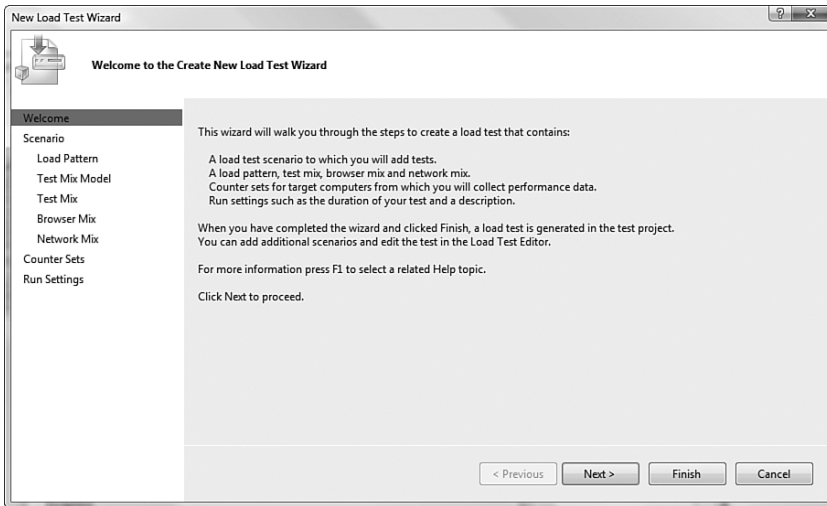 New Load Test Wizard
Welcome to the Create New Load Test Wizard
Welcome
Scenario
Load Pattern
Test Mix Model
Test Mix
Browser Mix
Network Mix
Counter Sets
Run Settings
This wizard will walk you through the steps to create a load test that contains:
A load test scenario to which you will add tests.
A load pattern, test mix, browser mix and network mix.
Counter sets for target computers from which you will collect performance data.
Run settings such as the duration of your test and a description.
When you have completed the wizard and clicked Finish, a load test is generated in the test project.
You can add additional scenarios and edit the test in the Load Test Editor.
For more information press F1 to select a related Help topic.
Click Next to proceed.
< Previous
Next >
Finish
Cancel